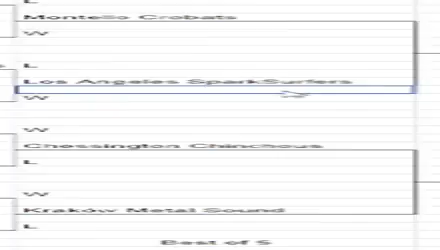 L
Montello Crobats
W
L
Los Angeles SparkSurfers
W
W
Chessington Chinchous
L
W
Kraków Metal Sound
L
Best of 5